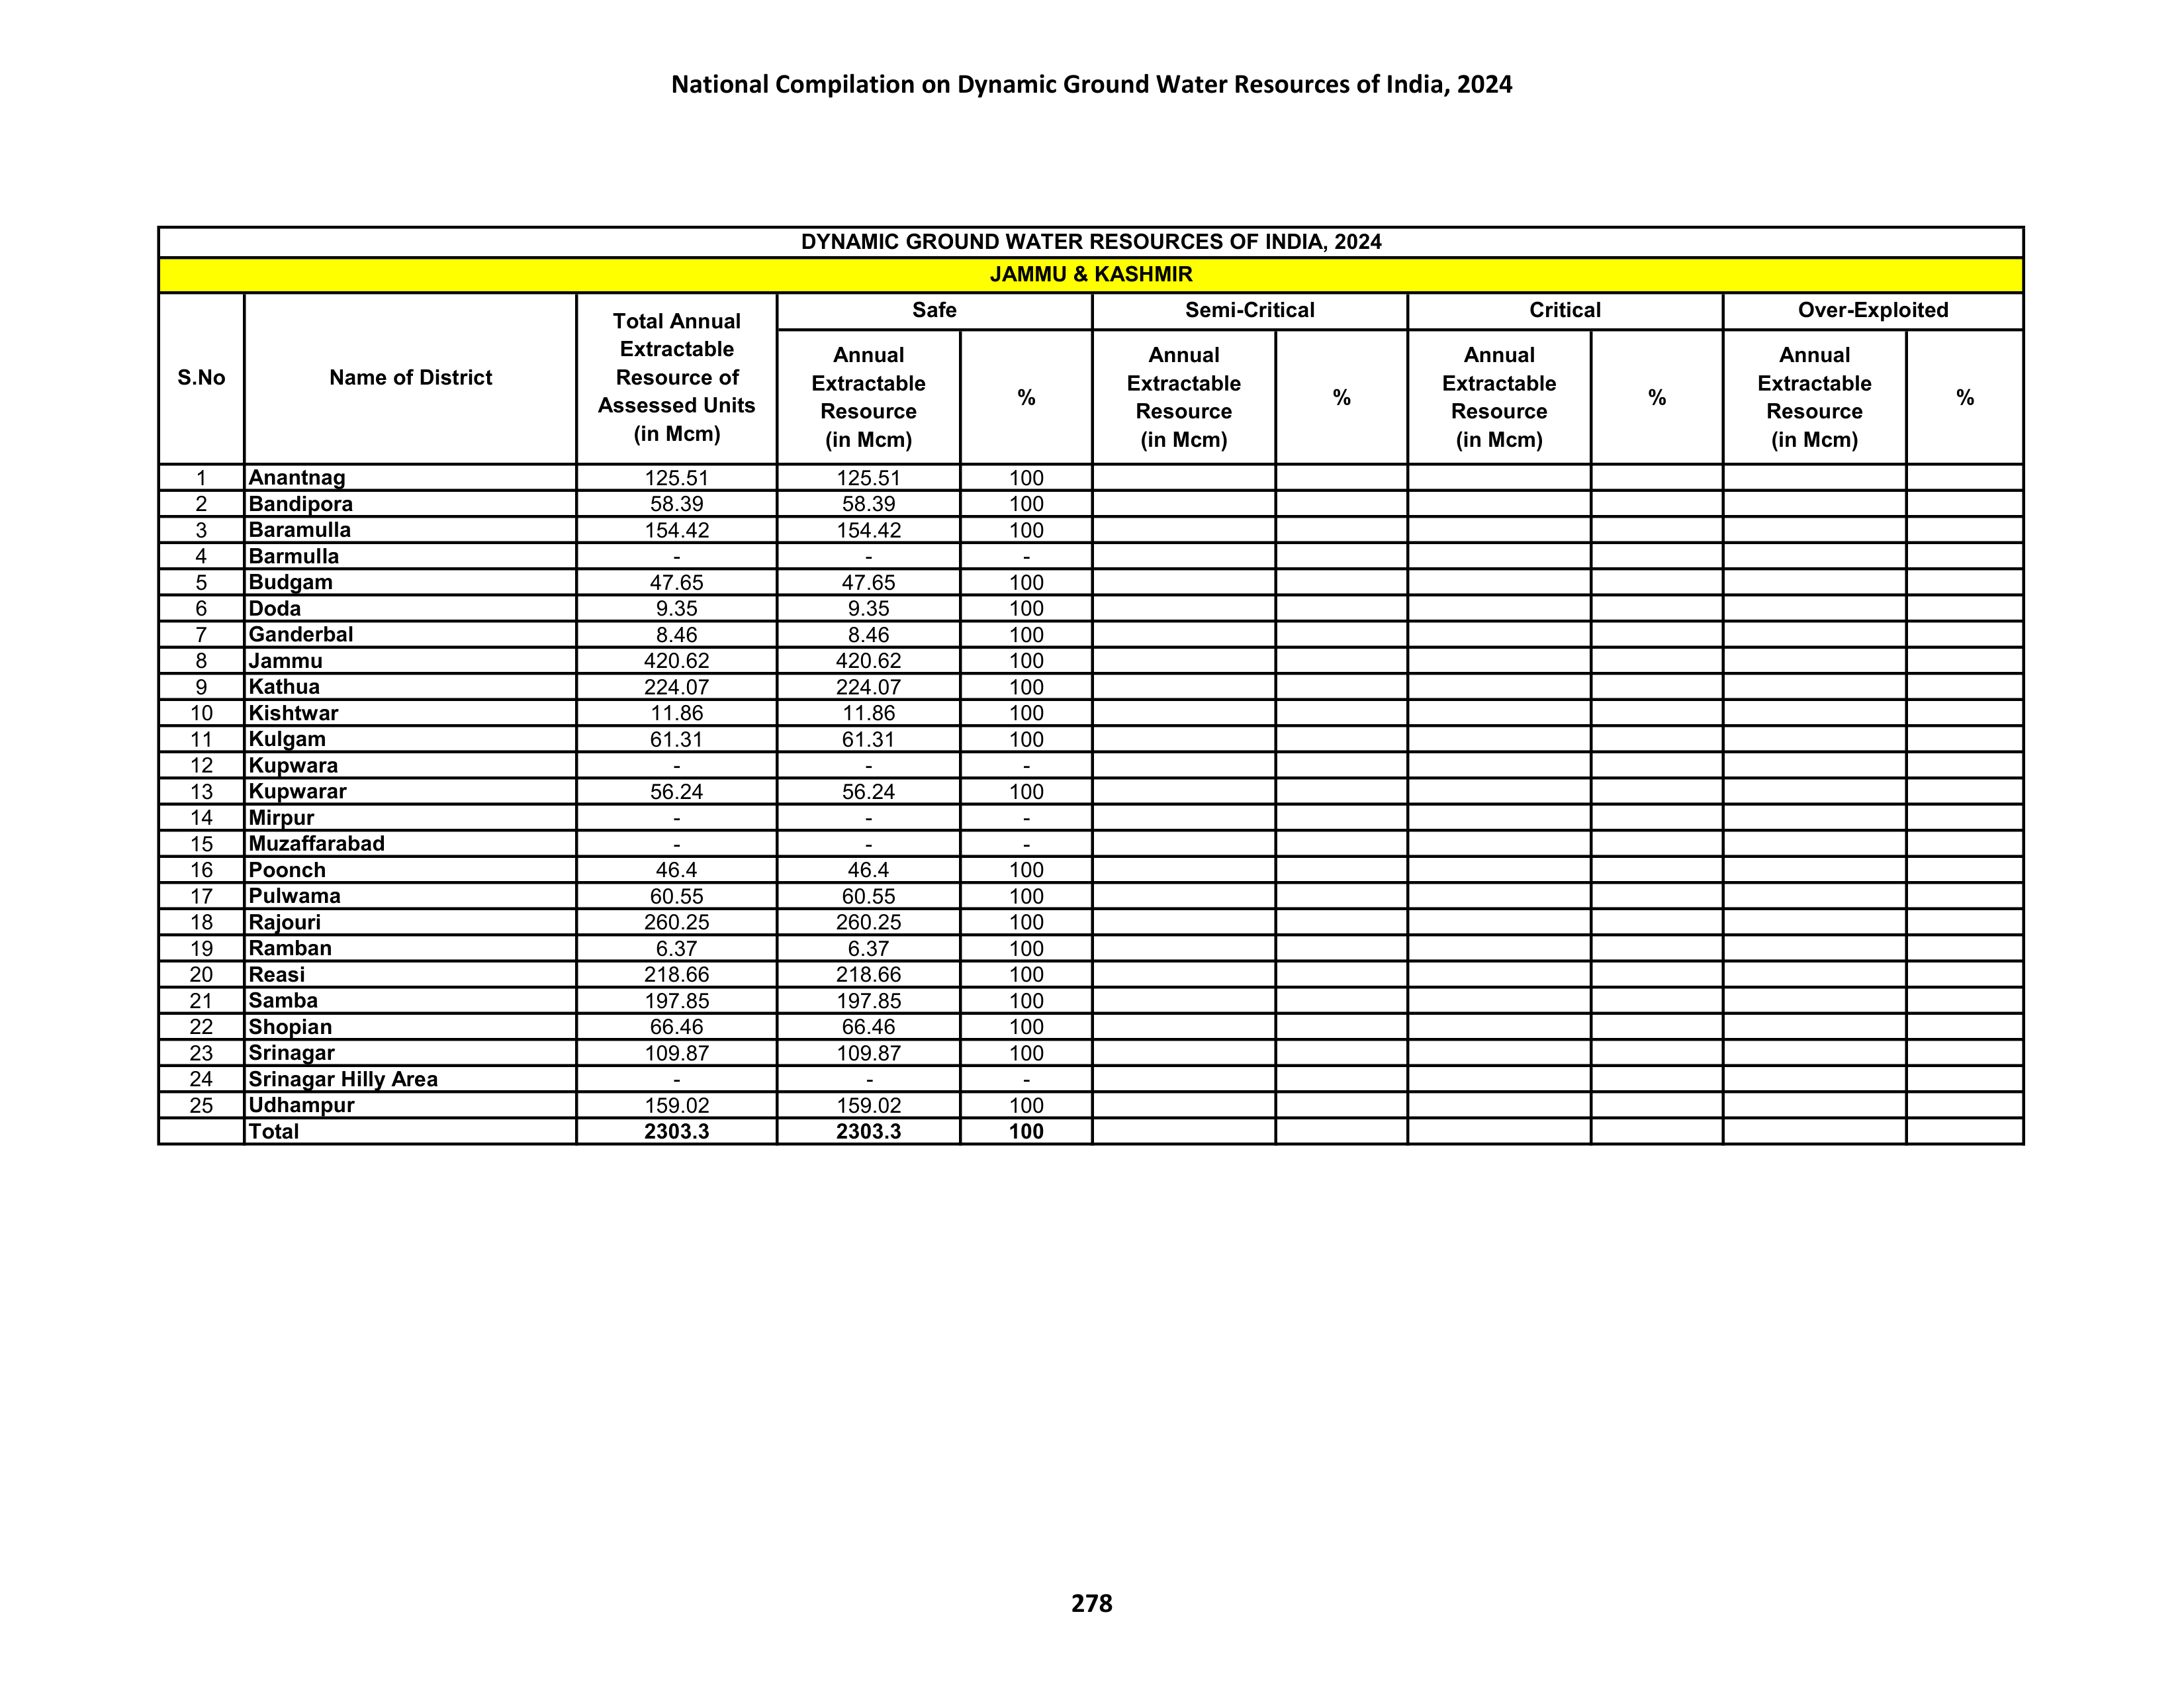 National Compilation on Dynamic Ground Water Resources of India, 2024
DYNAMIC GROUND WATER RESOURCES OF INDIA, 2024
JAMMU & KASHMIR
S.No Name of District Total Annual Extractable Resource of Assessed Units (in Mcm) Safe Semi-Critical Critical Over-Exploited
Annual Extractable Resource (in Mcm) % Annual Extractable Resource (in Mcm) % Annual Extractable Resource (in Mcm) % Annual Extractable Resource (in Mcm) %
1 Anantnag 125.51 125.51 100
2 Bandipora 58.39 58.39 100
3 Baramulla 154.42 154.42 100
4 Barmulla - - -
5 Budgam 47.65 47.65 100
6 Doda 9.35 9.35 100
7 Ganderbal 8.46 8.46 100
8 Jammu 420.62 420.62 100
9 Kathua 224.07 224.07 100
10 Kishtwar 11.86 11.86 100
11 Kulgam 61.31 61.31 100
12 Kupwara - - -
13 Kupwarar 56.24 56.24 100
14 Mirpur - - -
15 Muzaffarabad - - -
16 Poonch 46.4 46.4 100
17 Pulwama 60.55 60.55 100
18 Rajouri 260.25 260.25 100
19 Ramban 6.37 6.37 100
20 Reasi 218.66 218.66 100
21 Samba 197.85 197.85 100
22 Shopian 66.46 66.46 100
23 Srinagar 109.87 109.87 100
24 Srinagar Hilly Area - - -
25 Udhampur 159.02 159.02 100
Total 2303.3 2303.3 100
278